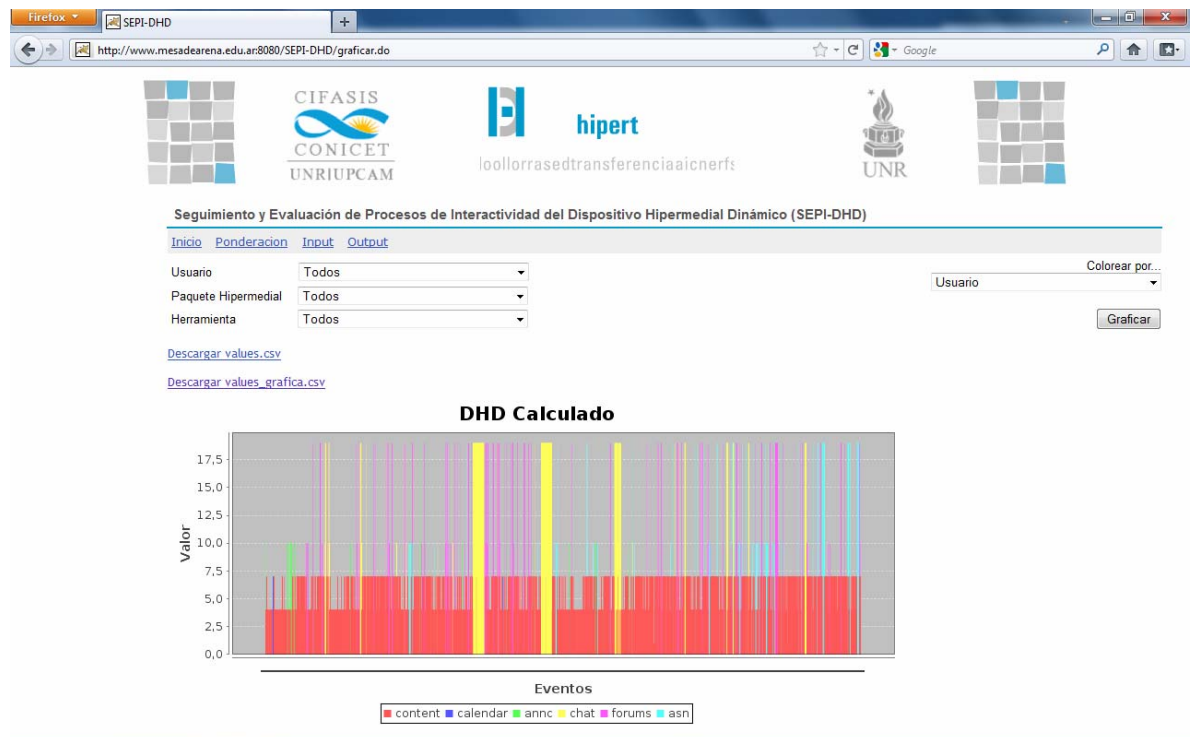 Firefox
SEPI-DHD
http://www.mesadearena.edu.ar:8080/SEPI-DHD/graficar.do
Google
CIFASIS
CONICET
UNRIUPCAM
hipert
UNR
Seguimiento y Evaluación de Procesos de Interactividad del Dispositivo Hipermedial Dinámico (SEPI-DHD)
Inicio Ponderacion Input Output
Usuario Todos
Colorear por...
Usuario
Paquete Hipermedial Todos
Herramienta Todos
Graficar
Descargar values.csv
Descargar values_grafica.csv
DHD Calculado
17,5
15,0
12,5
10,0
7,5
5,0
2,5
0,0
Valor
Eventos
content calendar annc chat forums asn